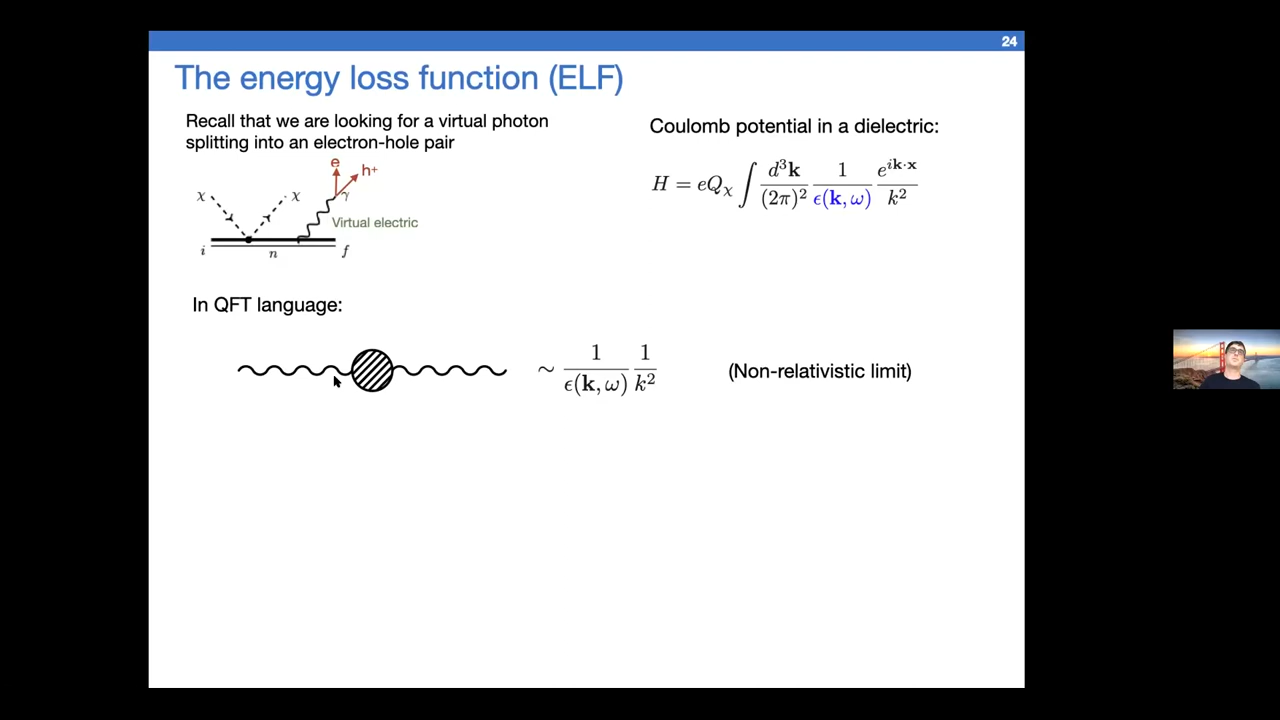 24
The energy loss function (ELF)
Recall that we are looking for a virtual photon
splitting into an electron-hole pair
e
h+
χ χ γ
Virtual electric
i n f
Coulomb potential in a dielectric:
H = eQ_χ ∫ d³k/(2π)² 1/ϵ(k, ω) e^{ik·x}/k²
In QFT language:
∼ 1/ϵ(k, ω) 1/k²
(Non-relativistic limit)